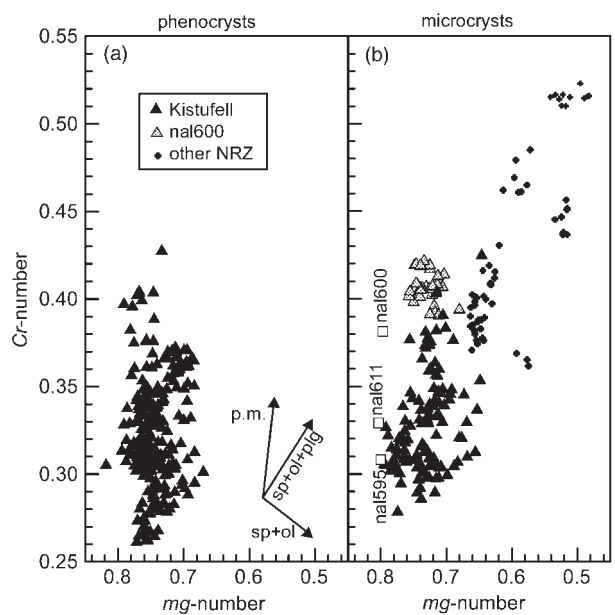 phenocrysts
microcrysts
(a)
(b)
Kistufell
nal600
other NRZ
0.55
0.50
0.45
0.40
0.35
0.30
0.25
Cr-number
p.m.
sp+ol+plg
sp+ol
nal600
nal611
nal595
0.8 0.7 0.6 0.5
0.8 0.7 0.6 0.5
mg-number
mg-number